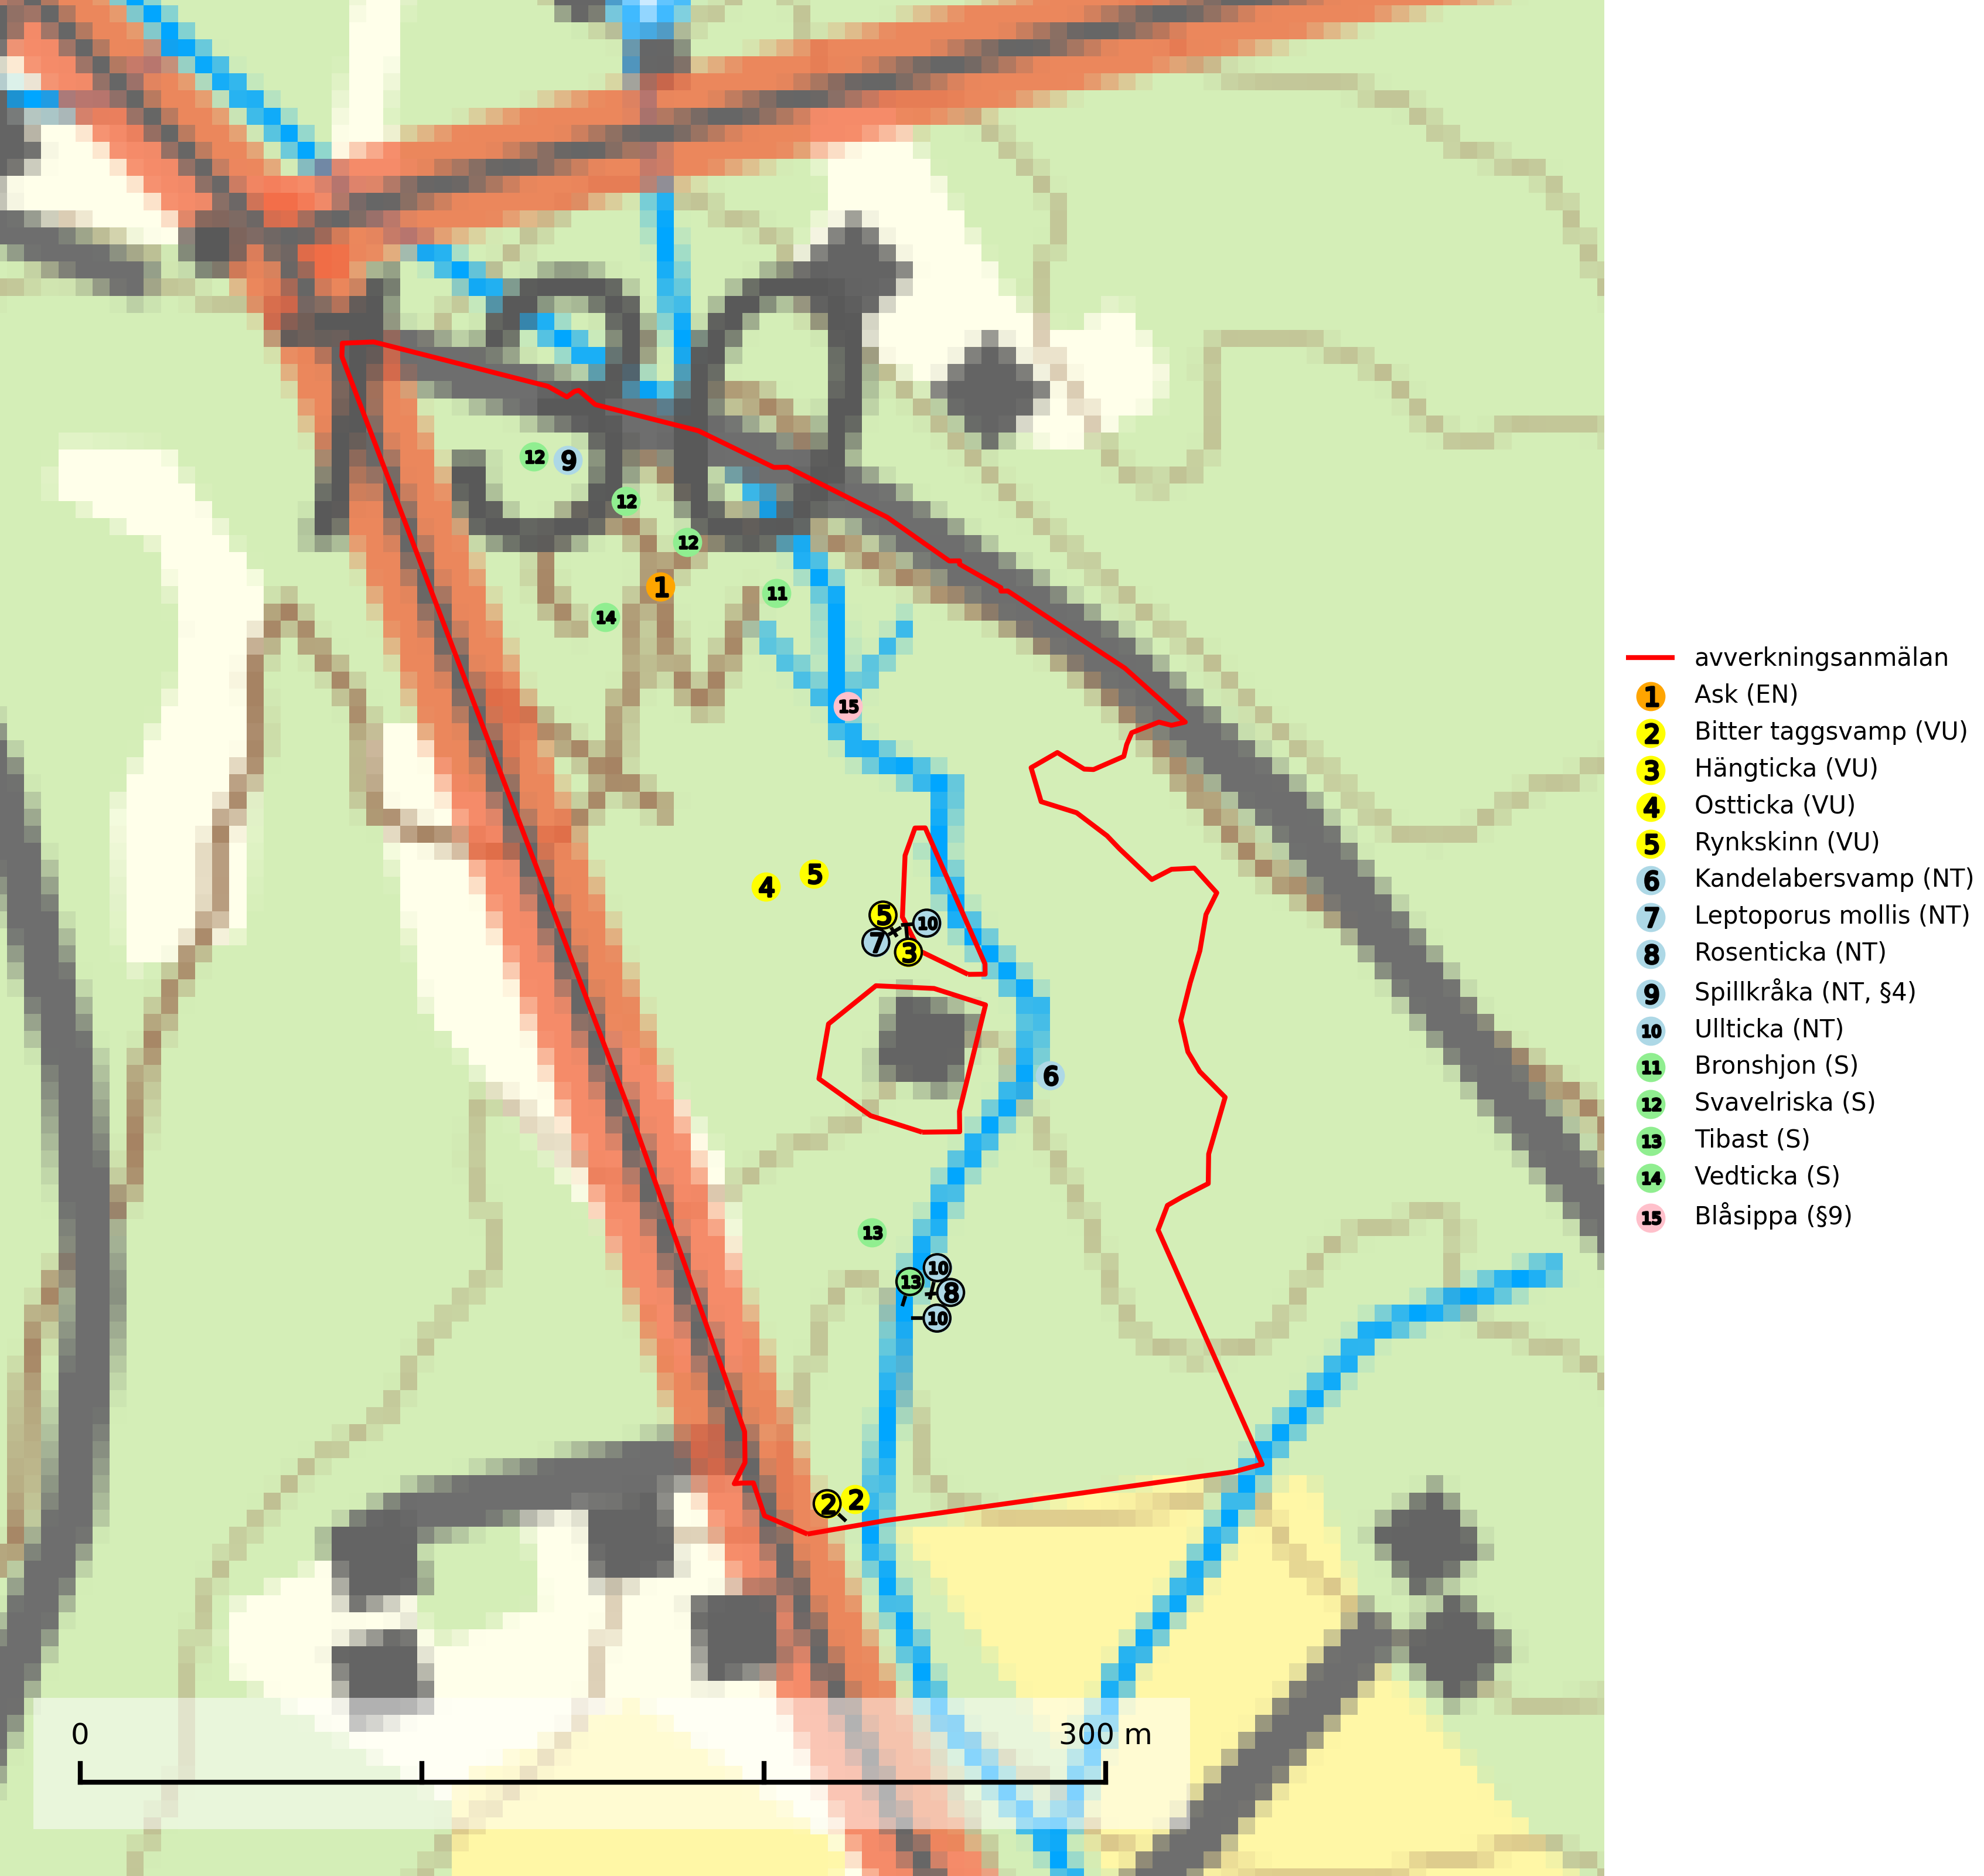 12 9
12
12
1
11
14
15
5
4
5
10
7
3
6
13
10
13
8
10
2 2
0 300 m
avverkningsanmälan
1 Ask (EN)
2 Bitter taggsvamp (VU)
3 Hängticka (VU)
4 Ostticka (VU)
5 Rynkskinn (VU)
6 Kandelabersvamp (NT)
7 Leptoporus mollis (NT)
8 Rosenticka (NT)
9 Spillkråka (NT, §4)
10 Ullticka (NT)
11 Bronshjon (S)
12 Svavelriska (S)
13 Tibast (S)
14 Vedticka (S)
15 Blåsippa (§9)